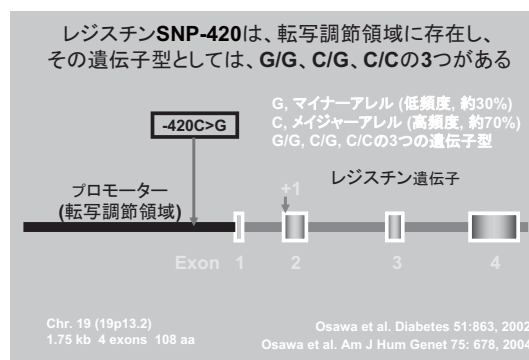 レジスチンSNP-420は、転写調節領域に存在し、
その遺伝子型としては、G/G、C/G、C/Cの3つがある
G, マイナーアレル (低頻度, 約30%)
C, メイジャーアレル (高頻度, 約70%)
G/G, C/G, C/Cの3つの遺伝子型
-420C>G
プロモーター
(転写調節領域)
+1
レジスチン遺伝子
Exon 1 2 3 4
Chr. 19 (19p13.2)
1.75 kb 4 exons 108 aa
Osawa et al. Diabetes 51:863, 2002
Osawa et al. Am J Hum Genet 75: 678, 2004